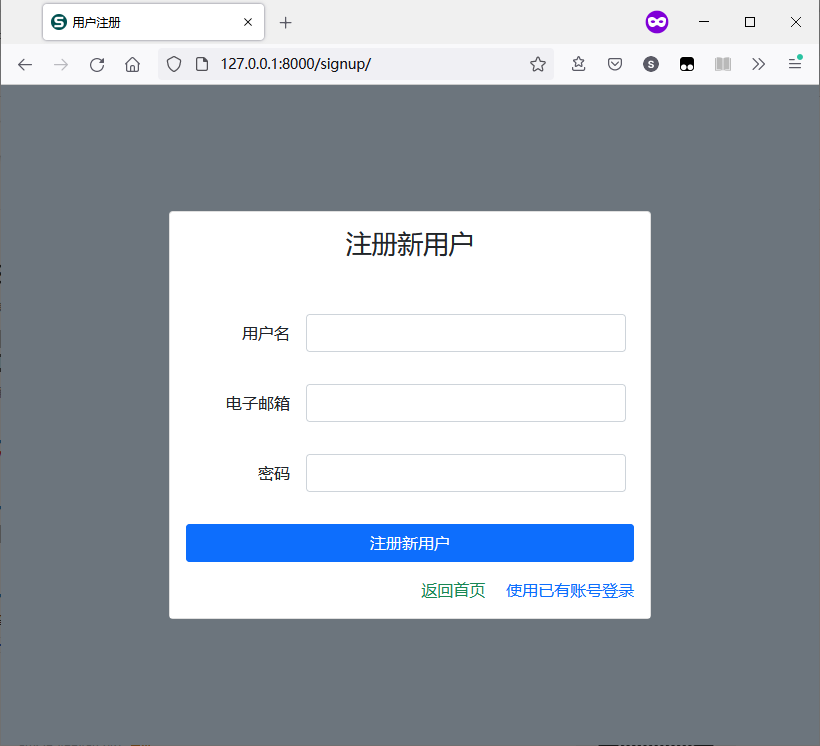 用户注册
127.0.0.1:8000/signup/
注册新用户
用户名
电子邮箱
密码
注册新用户
返回首页 使用已有账号登录